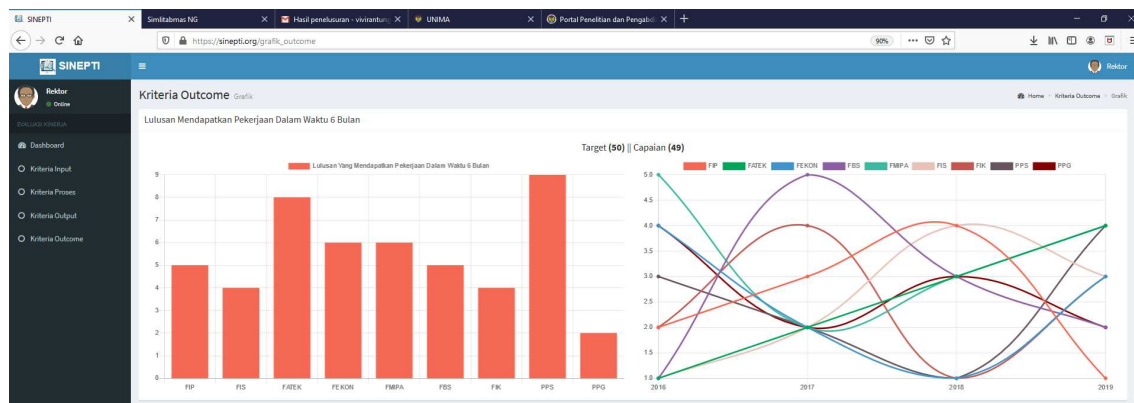 SINEPTI
Simlitabmas NG
Hasil penelusuran - vivirantung
UNIMA
Portal Penelitian dan Pengabdi
https://sinepti.org/grafik_outcome
90%
SINEPTI
Rektor
Rektor
Online
Kriteria Outcome Grafik
Home > Kriteria Outcome > Grafik
EVALUASI KINERJA
Dashboard
Kriteria Input
Kriteria Proses
Kriteria Output
Kriteria Outcome
Lulusan Mendapatkan Pekerjaan Dalam Waktu 6 Bulan
Target (50) || Capaian (49)
Lulusan Yang Mendapatkan Pekerjaan Dalam Waktu 6 Bulan
9
8
7
6
5
4
3
2
1
0
FIP FIS FATEK FEKON FMIPA FBS FIK PPS PPG
FIP FATEK FEKON FBS FMIPA FIS FIK PPS PPG
5.0
4.5
4.0
3.5
3.0
2.5
2.0
1.5
1.0
2016 2017 2018 2019